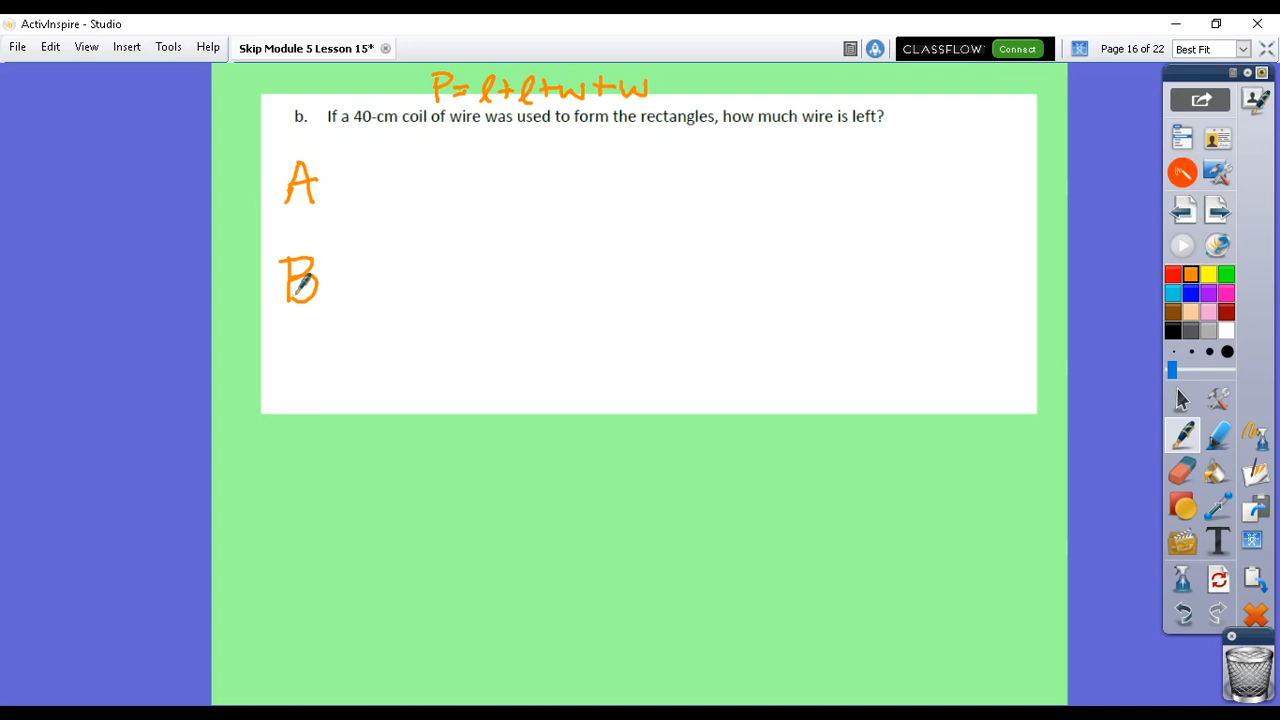 ActivInspire - Studio
File Edit View Insert Tools Help Skip Module 5 Lesson 15* CLASSFLOW Connect Page 16 of 22 Best Fit
P= l+l+w+w
b. If a 40-cm coil of wire was used to form the rectangles, how much wire is left?
A
B
T